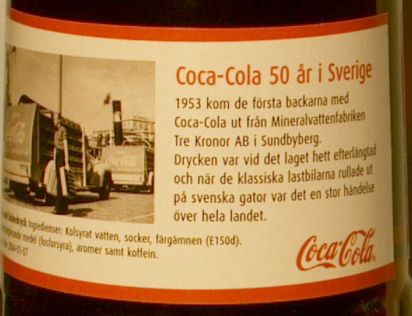 Coca-Cola 50 år i Sverige
1953 kom de första backarna med
Coca-Cola ut från Mineralvattenfabriken
Tre Kronor AB i Sundbyberg.
Drycken var vid det laget hett efterlängtad
och när de klassiska lastbilarna rullade ut
på svenska gator var det en stor händelse
över hela landet.
Ingredienser: Kolsyrat vatten, socker, färgämnen (E150d).
medel (fosforsyra), aromer samt koffein.
Coca-Cola